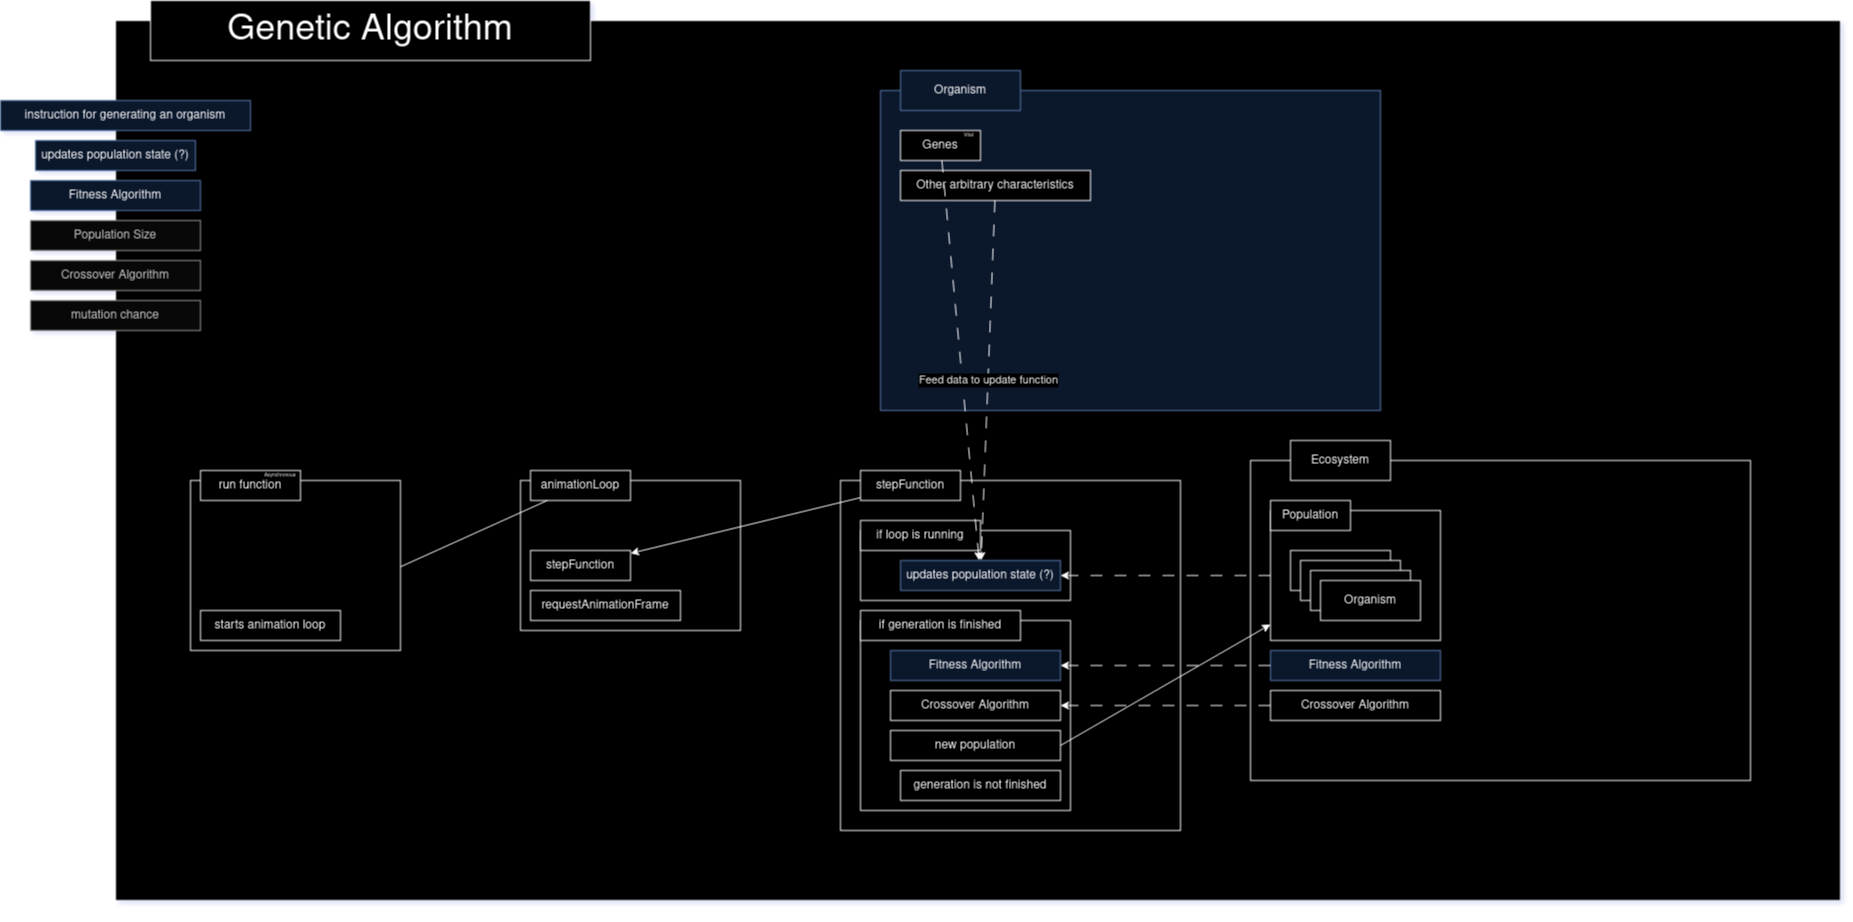 Genetic Algorithm
instruction for generating an organism
updates population state (?)
Fitness Algorithm
Population Size
Crossover Algorithm
mutation chance
Organism
Genes
Vital
Other arbitrary characteristics
Feed data to update function
run function
Asynchronous
starts animation loop
animationLoop
stepFunction
requestAnimationFrame
stepFunction
if loop is running
updates population state (?)
if generation is finished
Fitness Algorithm
Crossover Algorithm
new population
generation is not finished
Ecosystem
Population
Organism
Fitness Algorithm
Crossover Algorithm